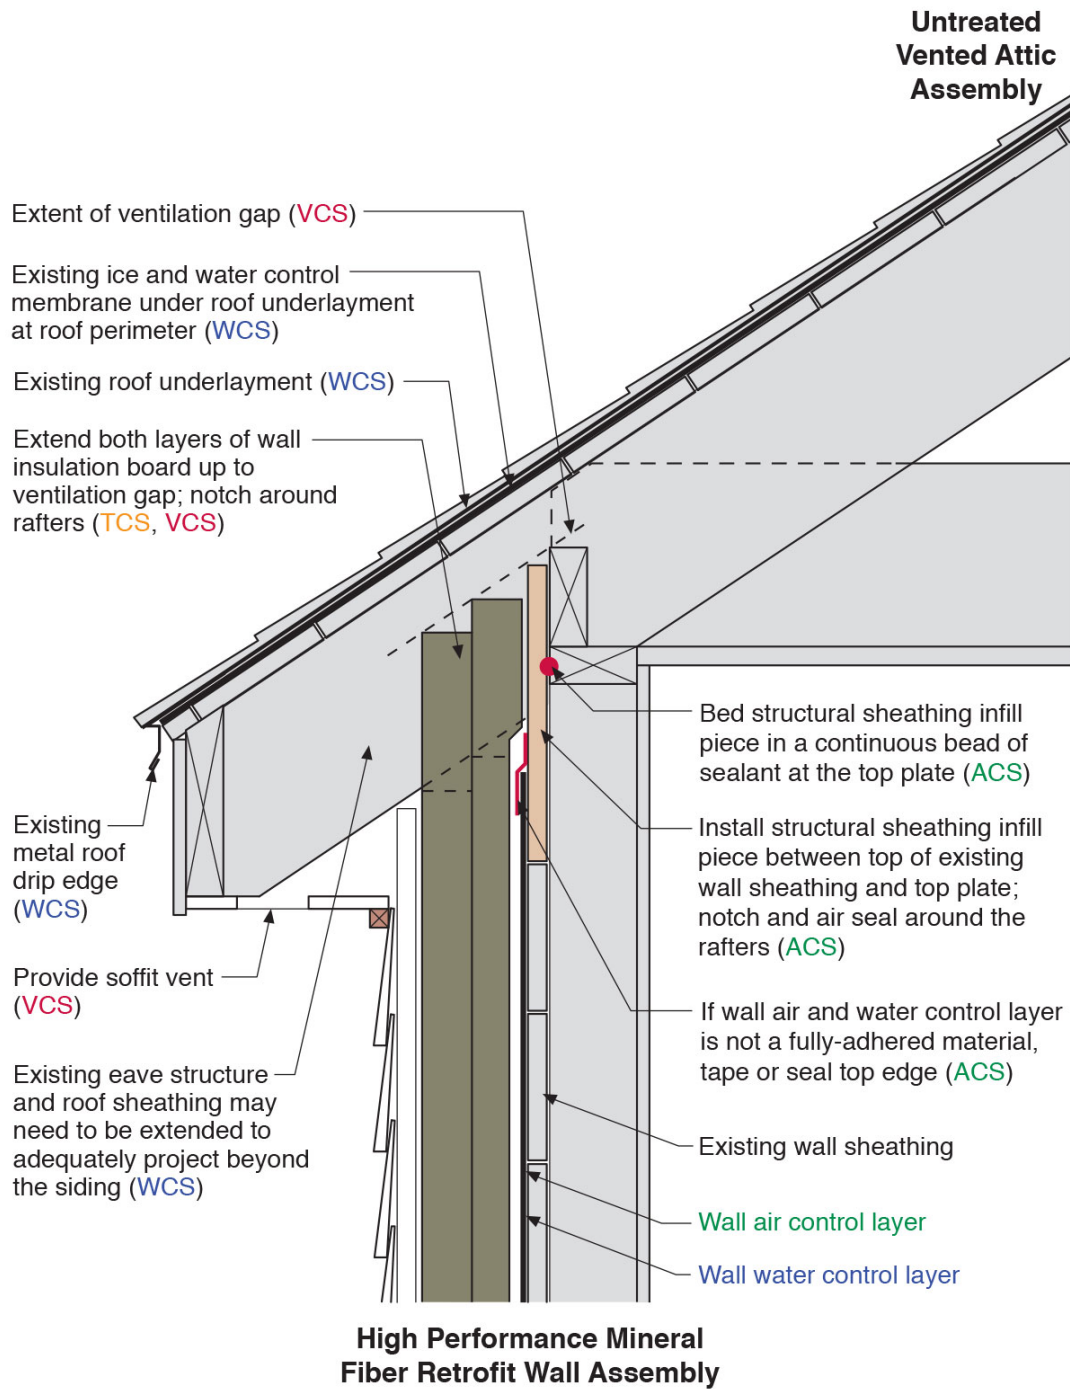 Untreated
Vented Attic
Assembly
Extent of ventilation gap (VCS)
Existing ice and water control
membrane under roof underlayment
at roof perimeter (WCS)
Existing roof underlayment (WCS)
Extend both layers of wall
insulation board up to
ventilation gap; notch around
rafters (TCS, VCS)
Existing
metal roof
drip edge
(WCS)
Provide soffit vent
(VCS)
Existing eave structure
and roof sheathing may
need to be extended to
adequately project beyond
the siding (WCS)
Bed structural sheathing infill
piece in a continuous bead of
sealant at the top plate (ACS)
Install structural sheathing infill
piece between top of existing
wall sheathing and top plate;
notch and air seal around the
rafters (ACS)
If wall air and water control layer
is not a fully-adhered material,
tape or seal top edge (ACS)
Existing wall sheathing
Wall air control layer
Wall water control layer
High Performance Mineral
Fiber Retrofit Wall Assembly